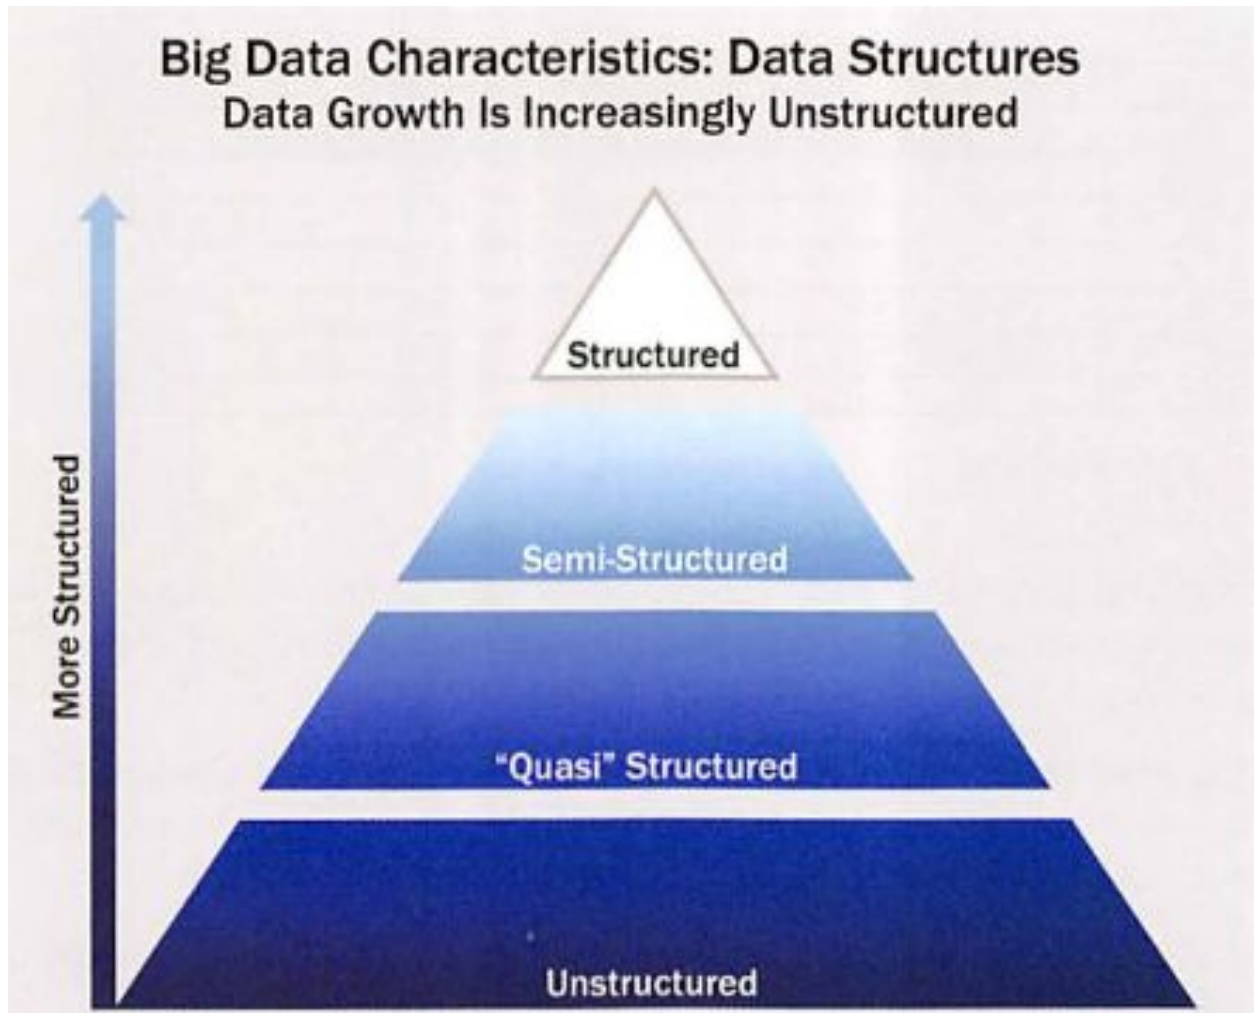 Big Data Characteristics: Data Structures
Data Growth Is Increasingly Unstructured
More Structured
Structured
Semi-Structured
“Quasi” Structured
Unstructured